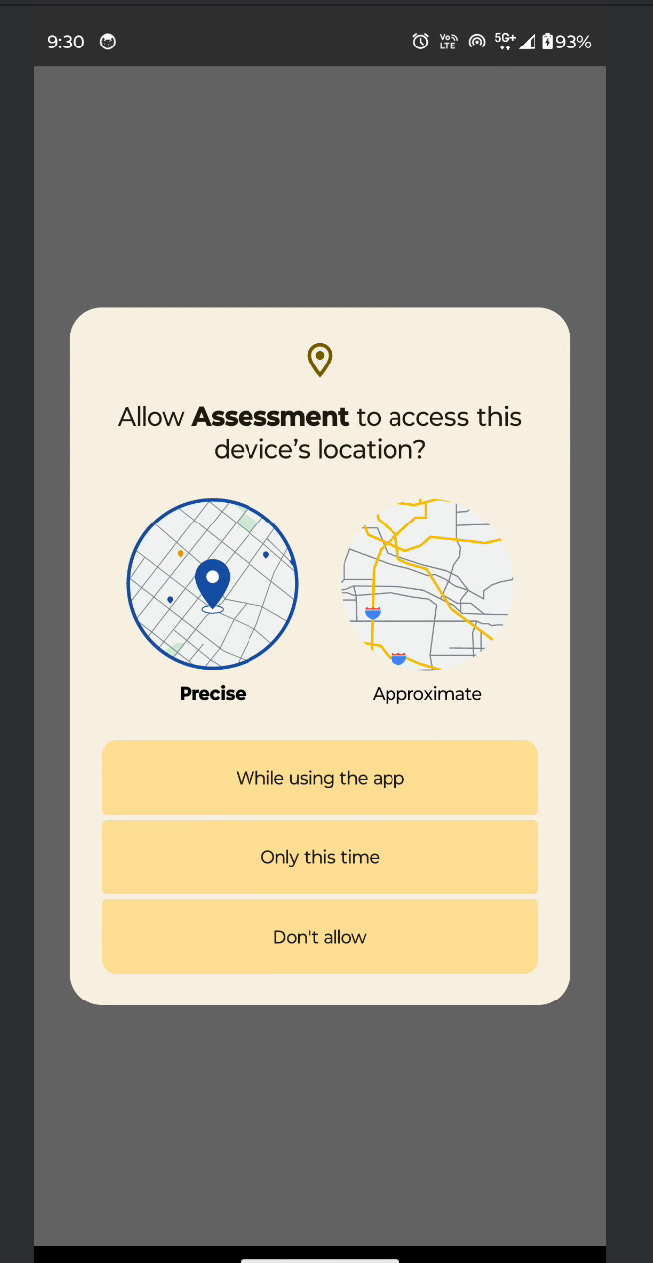 9:30
Vo LTE 5G+ 93%
Allow Assessment to access this
device's location?
Precise Approximate
While using the app
Only this time
Don't allow